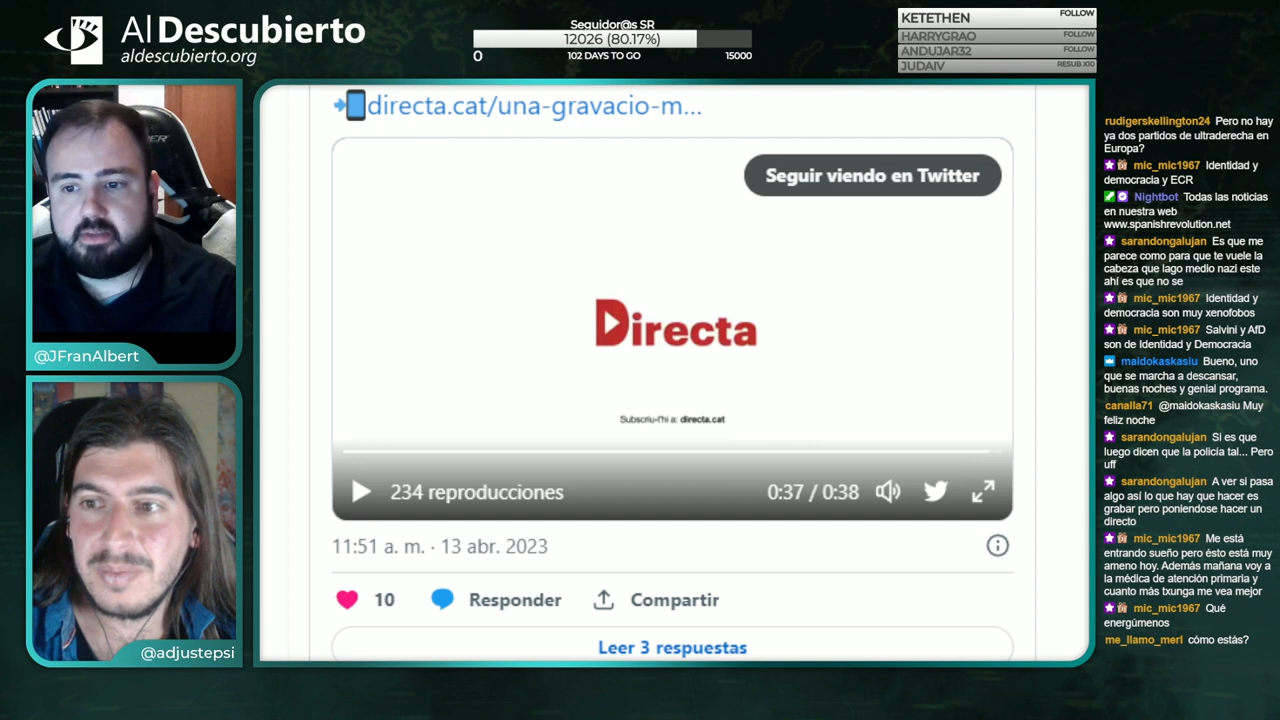 Al Descubierto
aldescubierto.org
Seguidor@s SR
12026 (80.17%)
0
102 DAYS TO GO
15000
KETETHEN FOLLOW
HARRYGRAO FOLLOW
ANDUJAR32 FOLLOW
JUDAIV RESUB X10
@JFranAlbert
@adjustepsi
directa.cat/una-gravacio-m...
Seguir viendo en Twitter
Directa
Subscriu-t'hi a: directa.cat
234 reproducciones
0:37 / 0:38
11:51 a. m. · 13 abr. 2023
10
Responder
Compartir
Leer 3 respuestas
rudigerskellington24 Pero no hay
ya dos partidos de ultraderecha en
Europa?
mic_mic1967 Identidad y
democracia y ECR
Nightbot Todas las noticias
en nuestra web
www.spanishrevolution.net
sarandongalujan Es que me
parece como para que te vuele la
cabeza que lago medio nazi este
ahí es que no se
mic_mic1967 Identidad y
democracia son muy xenofobos
mic_mic1967 Salvini y AfD
son de Identidad y Democracia
maidokaskasiu Bueno, uno
que se marcha a descansar,
buenas noches y genial programa.
canalla71 @maidokaskasiu Muy
feliz noche
sarandongalujan Si es que
luego dicen que la policía tal... Pero
uff
sarandongalujan A ver si pasa
algo así lo que hay que hacer es
grabar pero poniendose hacer un
directo
mic_mic1967 Me está
entrando sueño pero ésto está muy
ameno hoy. Además mañana voy a
la médica de atención primaria y
cuanto más txunga me vea mejor
mic_mic1967 Qué
energúmenos
me_llamo_merl cómo estás?